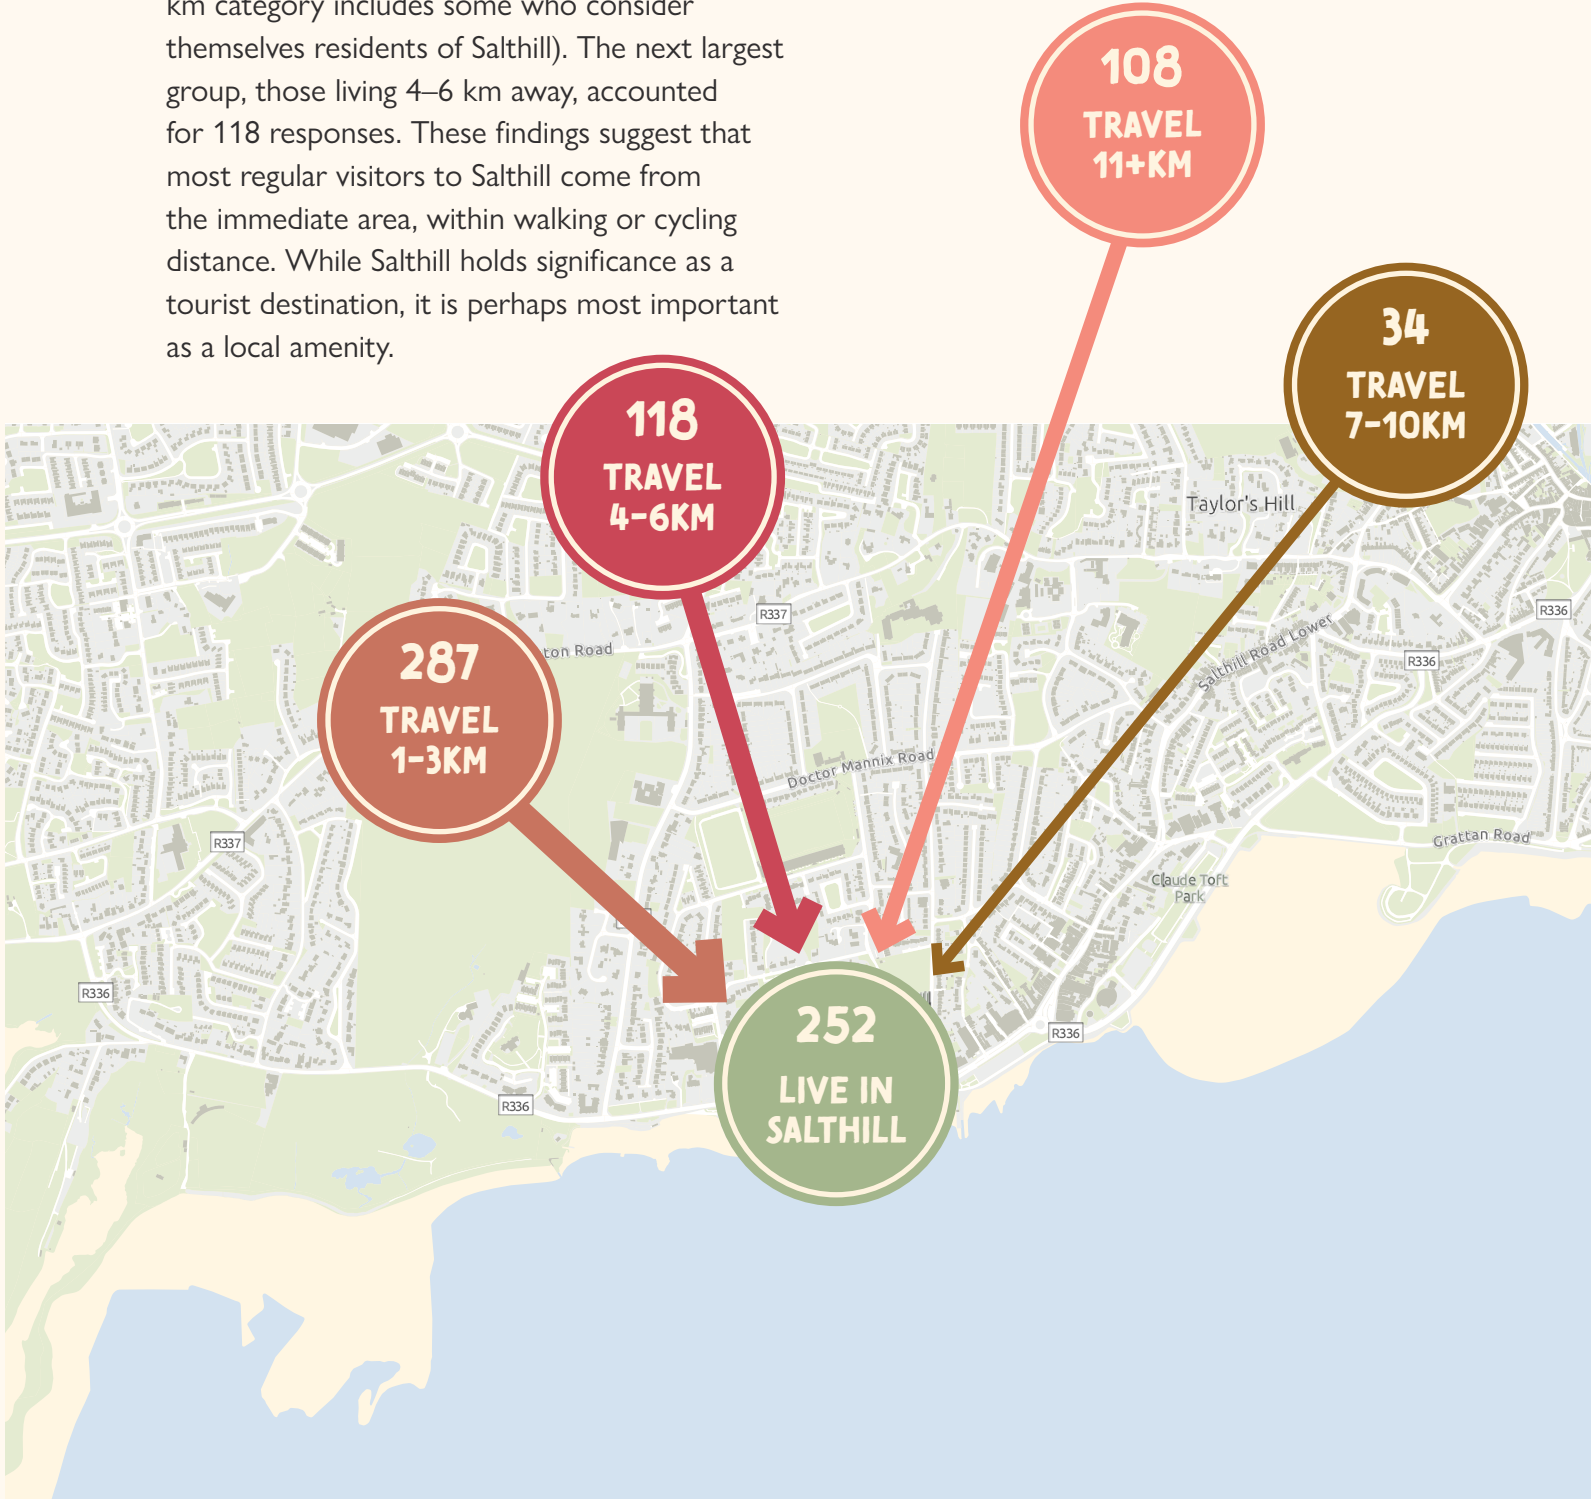 km category includes some who consider
themselves residents of Salthill). The next largest
group, those living 4–6 km away, accounted
for 118 responses. These findings suggest that
most regular visitors to Salthill come from
the immediate area, within walking or cycling
distance. While Salthill holds significance as a
tourist destination, it is perhaps most important
as a local amenity.
108
TRAVEL
11+KM
34
TRAVEL
7-10KM
118
TRAVEL
4-6KM
287
TRAVEL
1-3KM
252
LIVE IN
SALTHILL
Taylor's Hill
R337
R336
ton Road
Salthill Road Lower
R336
Doctor Mannix Road
R337
Grattan Road
Claude Toft
Park
R336
R336
R336